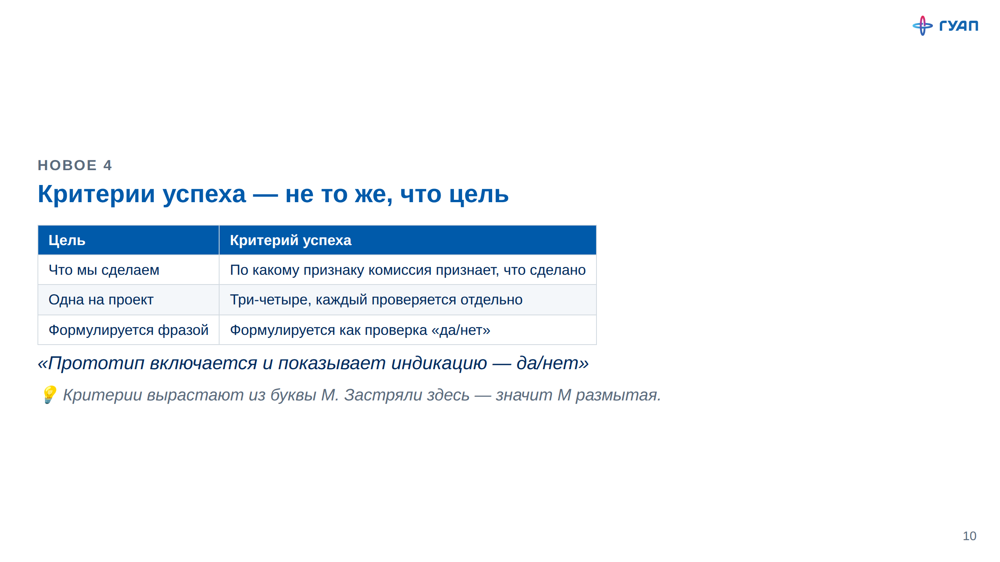 ГУАП
НОВОЕ 4
Критерии успеха — не то же, что цель
Цель
Критерий успеха
Что мы сделаем
По какому признаку комиссия признает, что сделано
Одна на проект
Три-четыре, каждый проверяется отдельно
Формулируется фразой
Формулируется как проверка «да/нет»
«Прототип включается и показывает индикацию — да/нет»
💡 Критерии вырастают из буквы М. Застряли здесь — значит М размытая.
10